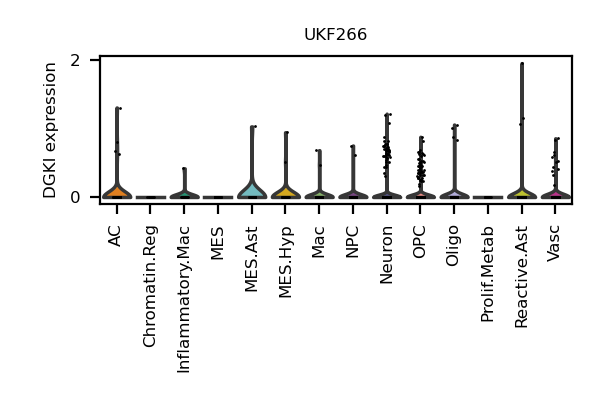 UKF266
DGKI expression
2
0
AC
Chromatin.Reg
Inflammatory.Mac
MES
MES.Ast
MES.Hyp
Mac
NPC
Neuron
OPC
Oligo
Prolif.Metab
Reactive.Ast
Vasc